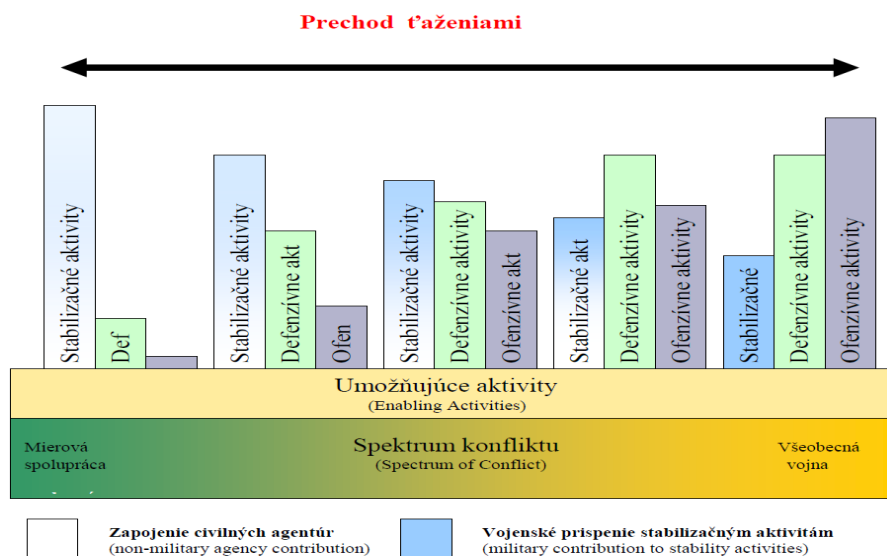 Prechod ťaženiami
Stabilizačné aktivity
Def
Stabilizačné aktivity
Defenzívne akt
Ofen
Stabilizačné aktivity
Defenzívne aktivity
Ofenzívne akt
Stabilizačné akt
Defenzívne aktivity
Ofenzívne aktivity
Stabilizačné
Defenzívne aktivity
Ofenzívne aktivity
Umožňujúce aktivity
(Enabling Activities)
Mierová
spolupráca
Spektrum konfliktu
(Spectrum of Conflict)
Všeobecná
vojna
Zapojenie civilných agentúr
(non-military agency contribution)
Vojenské prispenie stabilizačným aktivitám
(military contribution to stability activities)